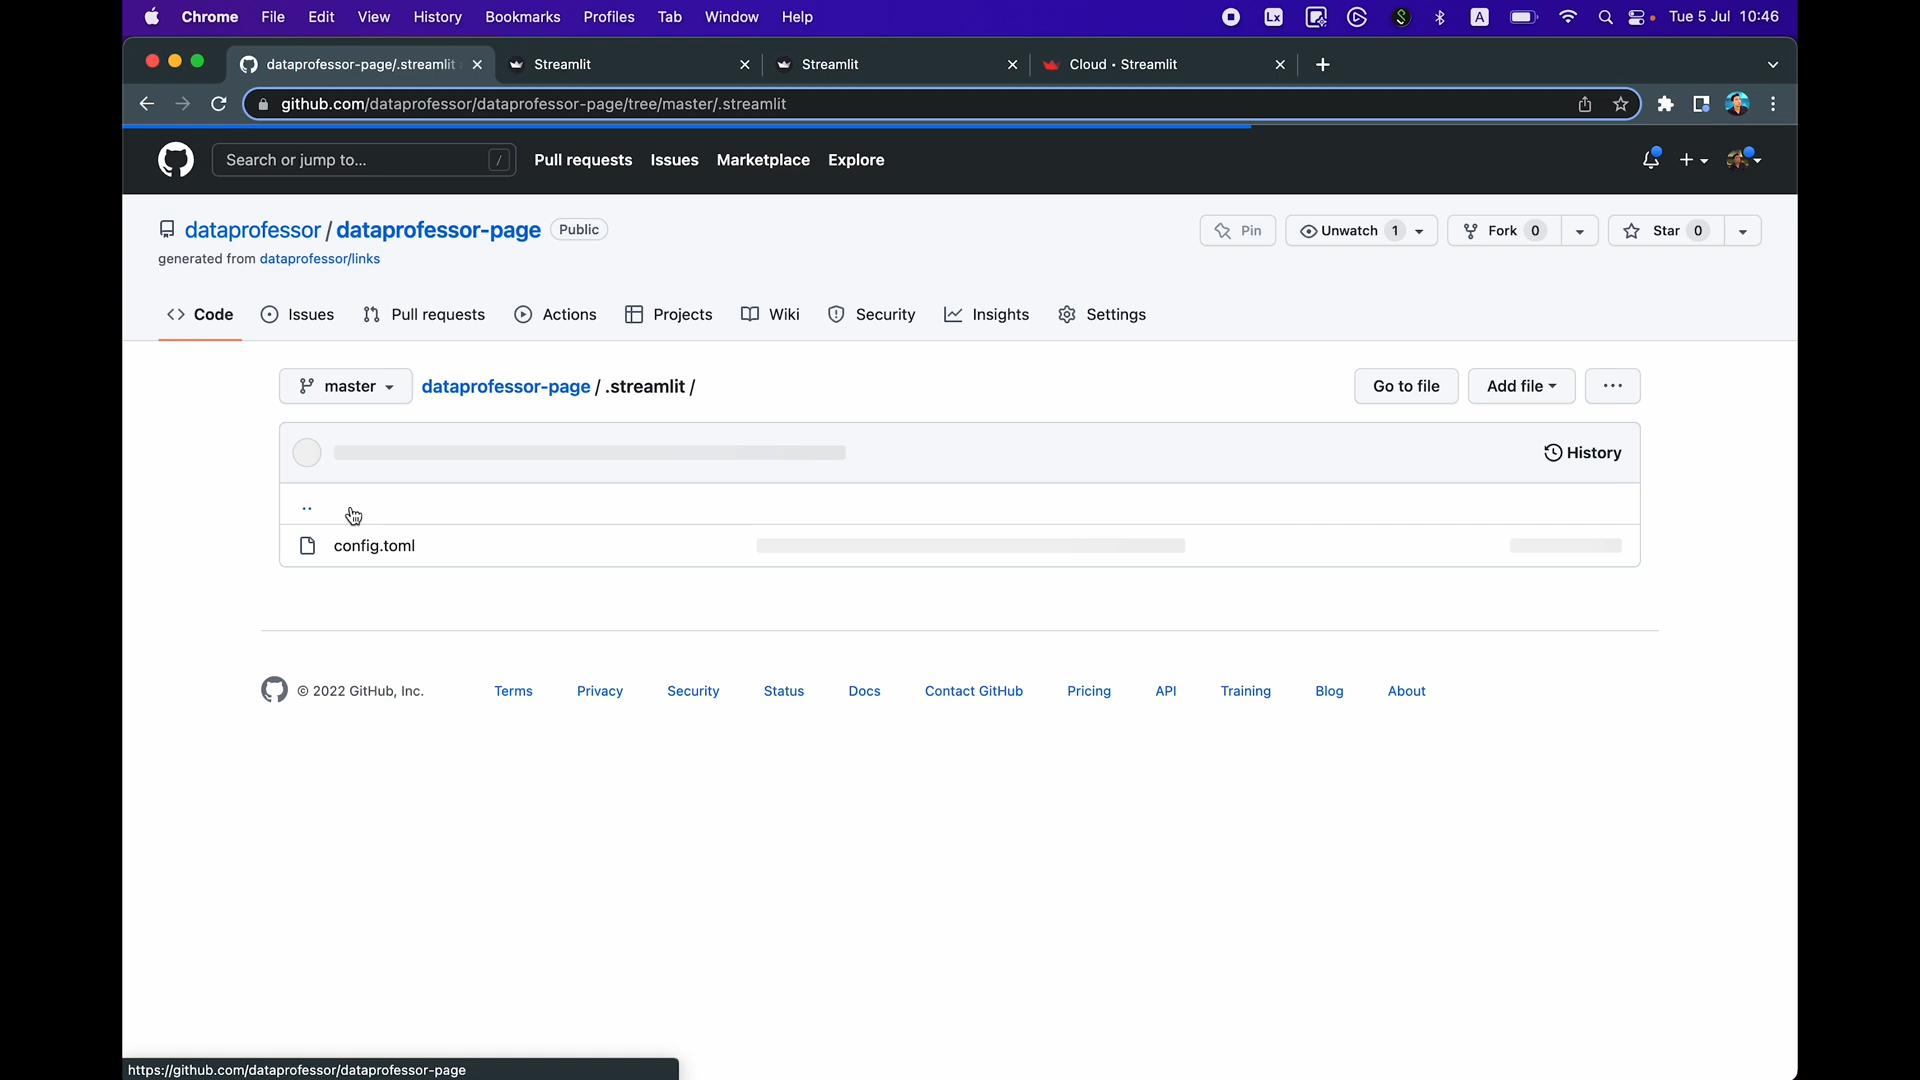 Chrome File Edit View History Bookmarks Profiles Tab Window Help Lx A Tue 5 Jul 10:46
dataprofessor-page/.streamlit Streamlit Streamlit Cloud • Streamlit
github.com/dataprofessor/dataprofessor-page/tree/master/.streamlit
Search or jump to... / Pull requests Issues Marketplace Explore
dataprofessor / dataprofessor-page Public Pin Unwatch 1 Fork 0 Star 0
generated from dataprofessor/links
<> Code Issues Pull requests Actions Projects Wiki Security Insights Settings
master dataprofessor-page / .streamlit / Go to file Add file ...
History
..
config.toml
© 2022 GitHub, Inc. Terms Privacy Security Status Docs Contact GitHub Pricing API Training Blog About
https://github.com/dataprofessor/dataprofessor-page